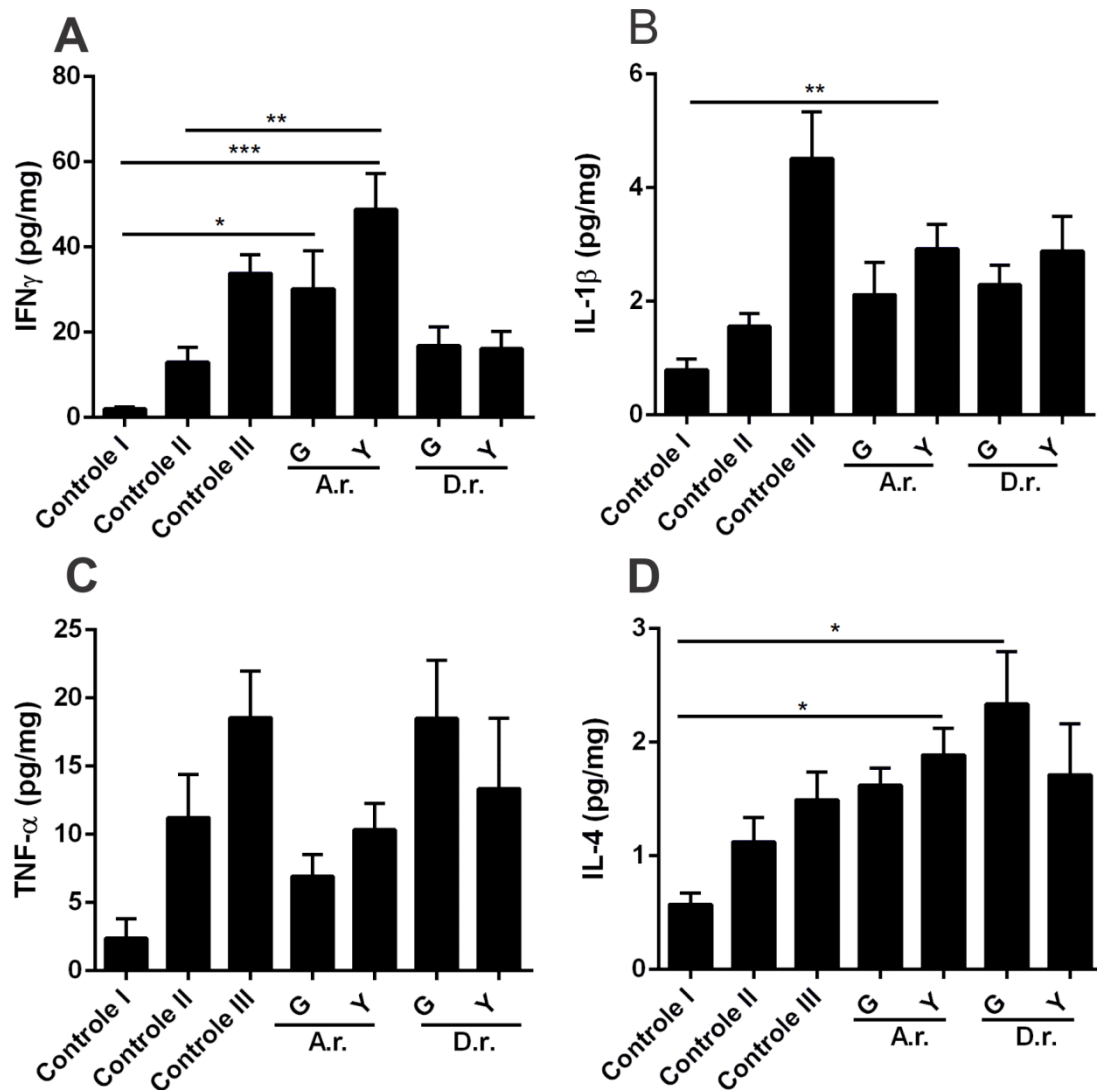 A
IFNγ (pg/mg)
80
60
40
20
0
**
***
*
Controle I
Controle II
Controle III
G
Y
G
Y
A.r.
D.r.
B
IL-1β (pg/mg)
6
4
2
0
**
Controle I
Controle II
Controle III
G
Y
G
Y
A.r.
D.r.
C
TNF-α (pg/mg)
25
20
15
10
5
0
Controle I
Controle II
Controle III
G
Y
G
Y
A.r.
D.r.
D
IL-4 (pg/mg)
3
2
1
0
*
*
Controle I
Controle II
Controle III
G
Y
G
Y
A.r.
D.r.